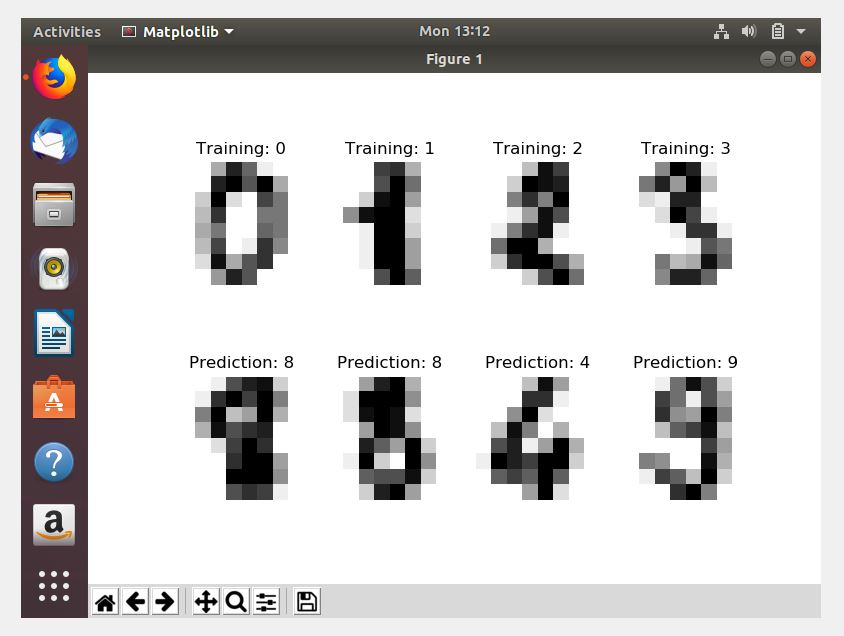 Activities Matplotlib Mon 13:12
Figure 1
Training: 0 Training: 1 Training: 2 Training: 3
Prediction: 8 Prediction: 8 Prediction: 4 Prediction: 9